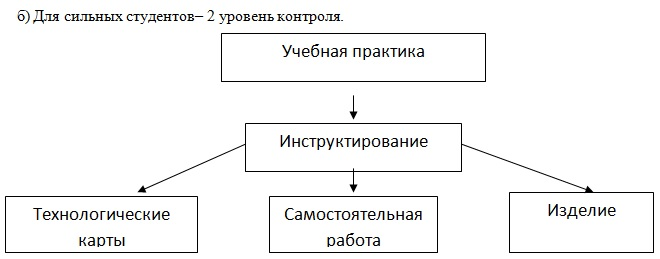 б) Для сильных студентов– 2 уровень контроля.
Учебная практика
Инструктирование
Технологические
карты
Самостоятельная
работа
Изделие